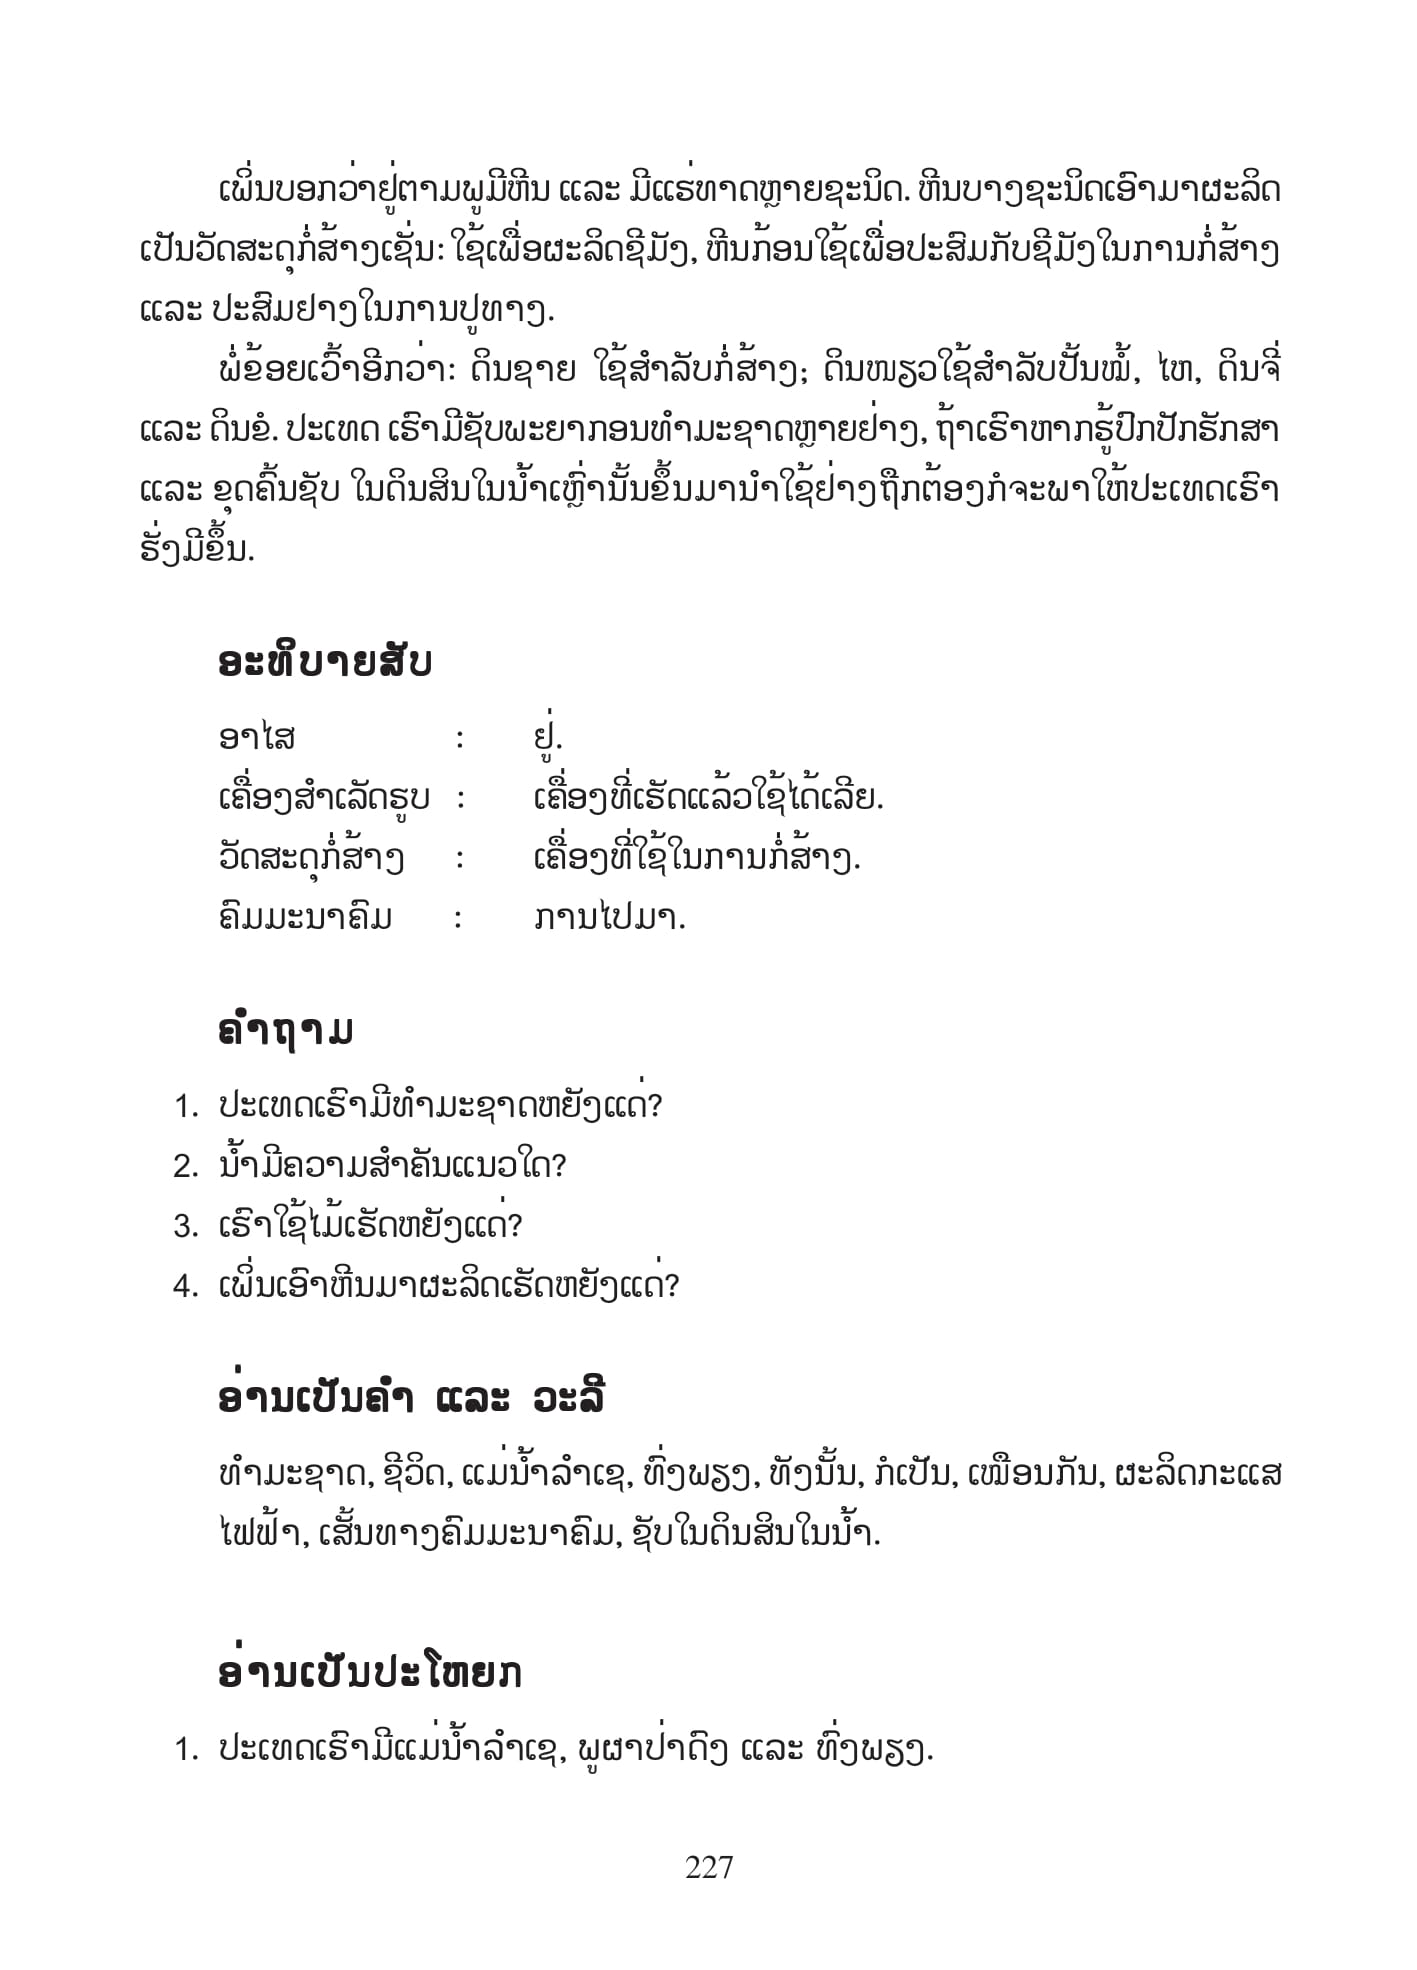 ເພິ່ນບອກວ່າຢູ່ຕາມພູມີຫີນ ແລະ ມີແຮ່ທາດຫຼາຍຊະນິດ. ຫີນບາງຊະນິດເອົາມາຜະລິດ
ເປັນວັດສະດຸກໍ່ສ້າງເຊັ່ນ: ໃຊ້ເພື່ອຜະລິດຊີມັງ, ຫີນກ້ອນໃຊ້ເພື່ອປະສົມກັບຊີມັງໃນການກໍ່ສ້າງ
ແລະ ປະສົມຢາງໃນການປູທາງ.
ພໍ່ຂ້ອຍເວົ້າອີກວ່າ: ດິນຊາຍ ໃຊ້ສຳລັບກໍ່ສ້າງ; ດິນໜຽວໃຊ້ສຳລັບປັ້ນໝໍ້, ໄຫ, ດິນຈີ່
ແລະ ດິນຂໍ. ປະເທດ ເຮົາມີຊັບພະຍາກອນທຳມະຊາດຫຼາຍຢ່າງ, ຖ້າເຮົາຫາກຮູ້ປົກປັກຮັກສາ
ແລະ ຂຸດຄົ້ນຊັບ ໃນດິນສິນໃນນ້ຳເຫຼົ່ານັ້ນຂຶ້ນມານຳໃຊ້ຢ່າງຖືກຕ້ອງກໍຈະພາໃຫ້ປະເທດເຮົາ
ຮັ່ງມີຂຶ້ນ.
ອະທິບາຍສັບ
ອາໄສ : ຢູ່.
ເຄື່ອງສຳເລັດຮູບ : ເຄື່ອງທີ່ເຮັດແລ້ວໃຊ້ໄດ້ເລີຍ.
ວັດສະດຸກໍ່ສ້າງ : ເຄື່ອງທີ່ໃຊ້ໃນການກໍ່ສ້າງ.
ຄົມມະນາຄົມ : ການໄປມາ.
ຄຳຖາມ
1. ປະເທດເຮົາມີທຳມະຊາດຫຍັງແດ່?
2. ນ້ຳມີຄວາມສຳຄັນແນວໃດ?
3. ເຮົາໃຊ້ໄມ້ເຮັດຫຍັງແດ່?
4. ເພິ່ນເອົາຫີນມາຜະລິດເຮັດຫຍັງແດ່?
ອ່ານເປັນຄຳ ແລະ ວະລີ
ທຳມະຊາດ, ຊີວິດ, ແມ່ນ້ຳລຳເຊ, ທົ່ງພຽງ, ທັງນັ້ນ, ກໍເປັນ, ເໝືອນກັນ, ຜະລິດກະແສ
ໄຟຟ້າ, ເສັ້ນທາງຄົມມະນາຄົມ, ຊັບໃນດິນສິນໃນນ້ຳ.
ອ່ານເປັນປະໂຫຍກ
1. ປະເທດເຮົາມີແມ່ນ້ຳລຳເຊ, ພູຜາປ່າດົງ ແລະ ທົ່ງພຽງ.
227